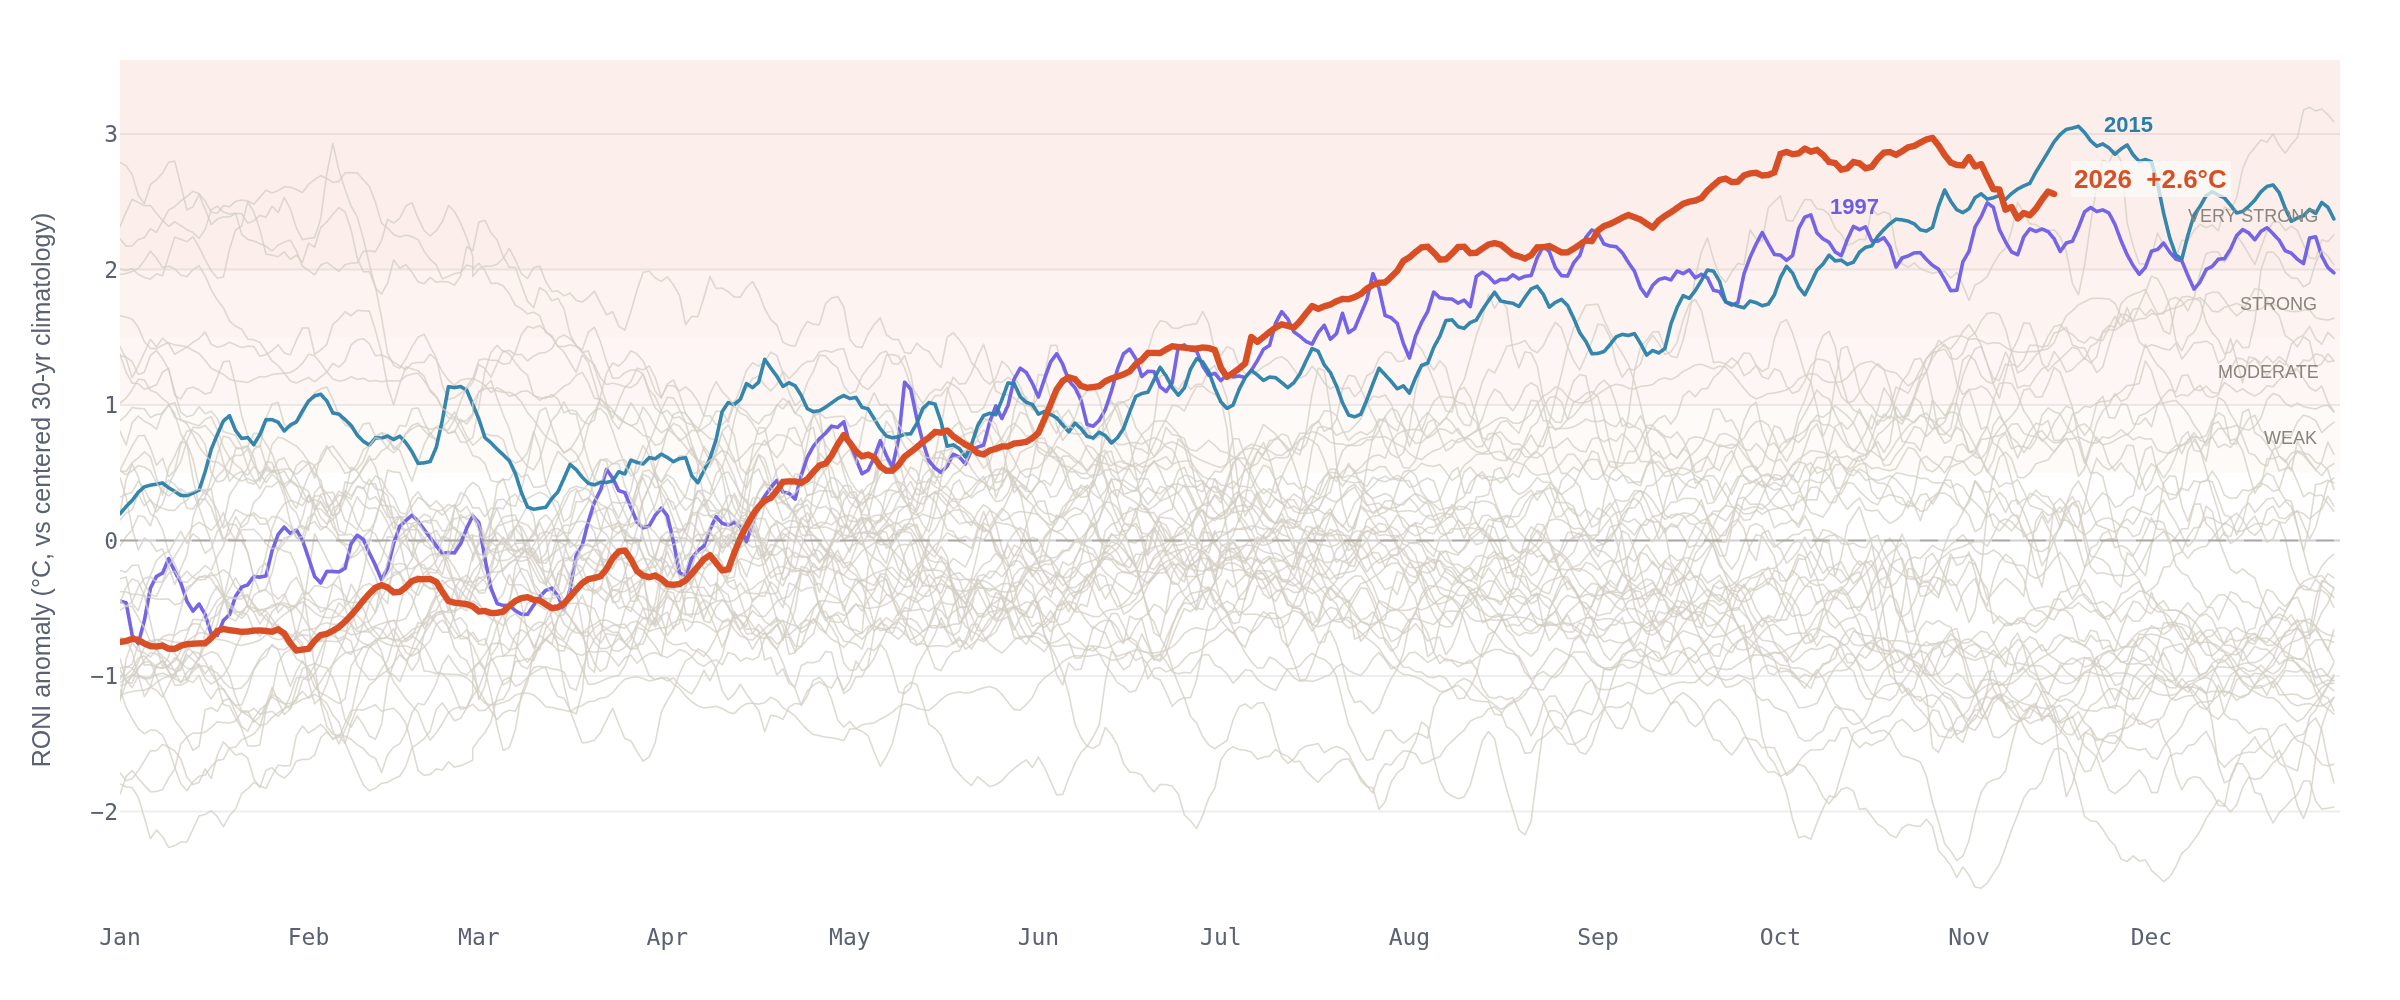 RONI anomaly (°C, vs centered 30-yr climatology)
3
2
1
0
−1
−2
2015
2026 +2.6°C
1997
VERY STRONG
STRONG
MODERATE
WEAK
Jan Feb Mar Apr May Jun Jul Aug Sep Oct Nov Dec